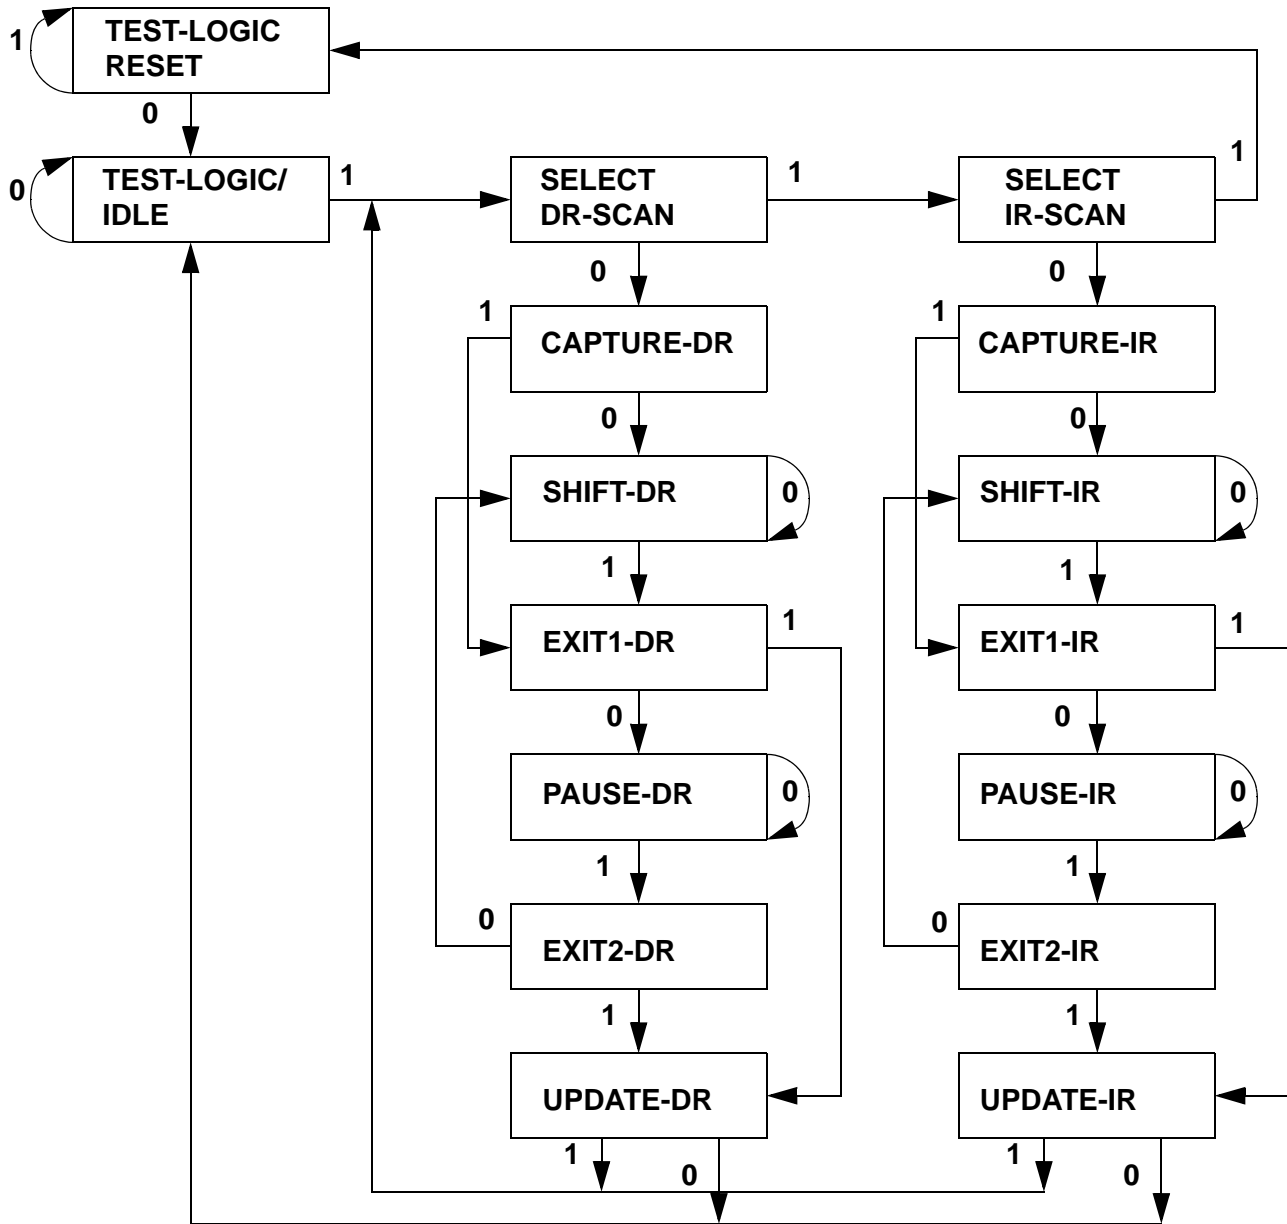 1
TEST-LOGIC
RESET
0
0
TEST-LOGIC/
IDLE
1
SELECT
DR-SCAN
1
SELECT
IR-SCAN
1
0
0
1
CAPTURE-DR
1
CAPTURE-IR
0
0
SHIFT-DR
0
SHIFT-IR
0
1
1
EXIT1-DR
1
EXIT1-IR
1
0
0
PAUSE-DR
0
PAUSE-IR
0
1
1
0
EXIT2-DR
0
EXIT2-IR
1
1
UPDATE-DR
UPDATE-IR
1
0
1
0